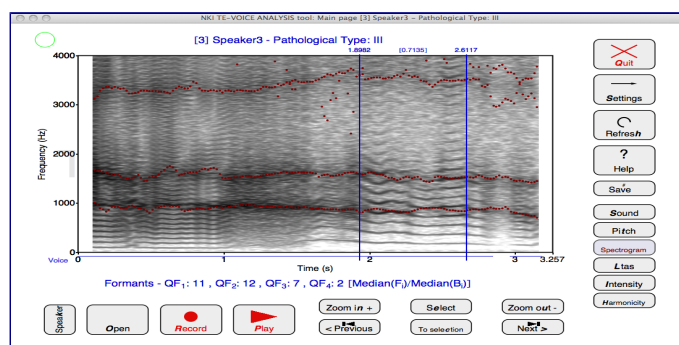 NKI TE-VOICE ANALYSIS tool: Main page [3] Speaker3 - Pathological Type: III
[3] Speaker3 - Pathological Type: III
1.8982 [0.7135] 2.6117
4000
3000
2000
1000
0
Frequency (Hz)
0 1 2 3 3.257
Time (s)
Voice
Formants - QF1: 11 , QF2: 12 , QF3: 7 , QF4: 2 [Median(Fi)/Median(Bi)]
Quit
Settings
Refresh
?
Help
Save
Sound
Pitch
Spectrogram
Ltas
Intensity
Harmonicity
Speaker
Open
Record
Play
Zoom in +
Select
Zoom out -
< Previous
To selection
Next >